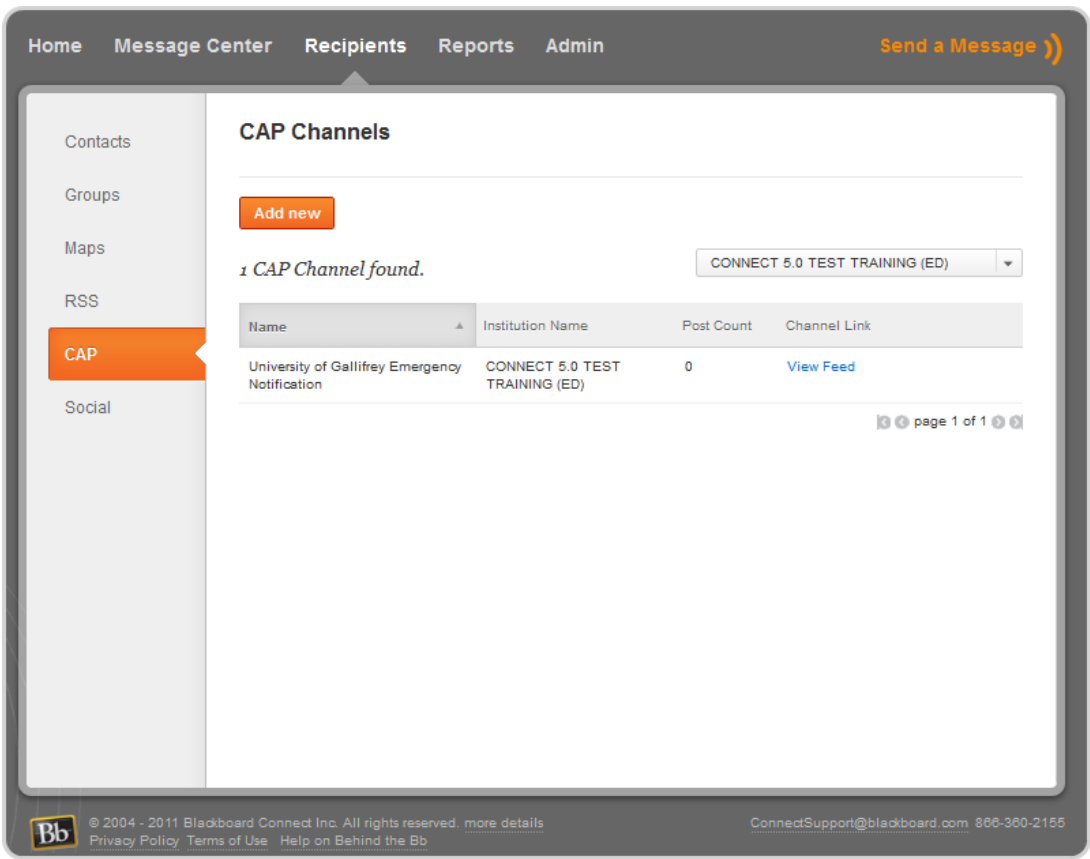 Home Message Center Recipients Reports Admin Send a Message
Contacts
Groups
Maps
RSS
CAP
Social
CAP Channels
Add new
1 CAP Channel found.
CONNECT 5.0 TEST TRAINING (ED)
Name Institution Name Post Count Channel Link
University of Gallifrey Emergency Notification CONNECT 5.0 TEST TRAINING (ED) 0 View Feed
page 1 of 1
Bb
© 2004 - 2011 Blackboard Connect Inc. All rights reserved. more details
Privacy Policy Terms of Use Help on Behind the Bb
ConnectSupport@blackboard.com 866-360-2155